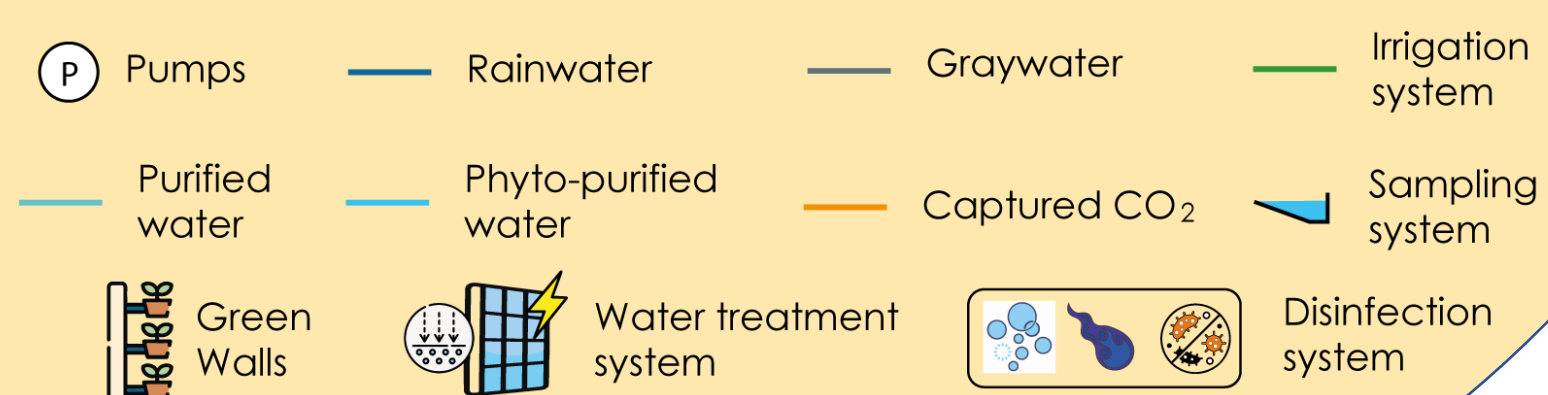 P Pumps
Rainwater
Graywater
Irrigation
system
Purified
water
Phyto-purified
water
Captured CO₂
Sampling
system
Green
Walls
Water treatment
system
Disinfection
system